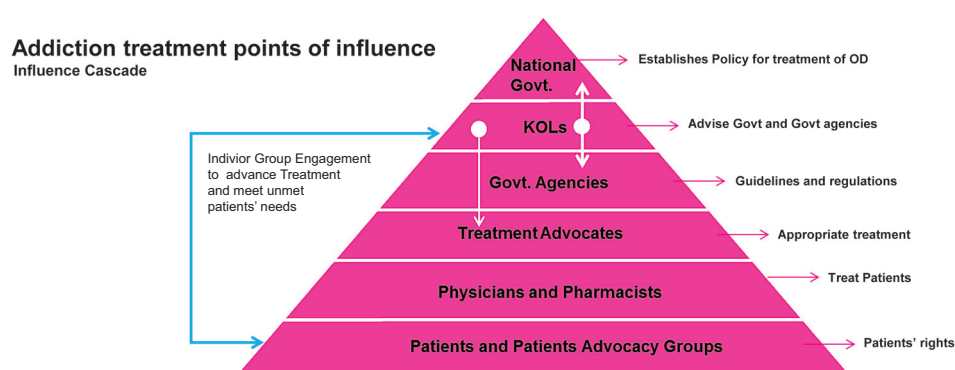 Addiction treatment points of influence
Influence Cascade
National
Govt.
Establishes Policy for treatment of OD
KOLs
Advise Govt and Govt agencies
Indivior Group Engagement
to advance Treatment
and meet unmet
patients' needs
Govt. Agencies
Guidelines and regulations
Treatment Advocates
Appropriate treatment
Physicians and Pharmacists
Treat Patients
Patients and Patients Advocacy Groups
Patients' rights